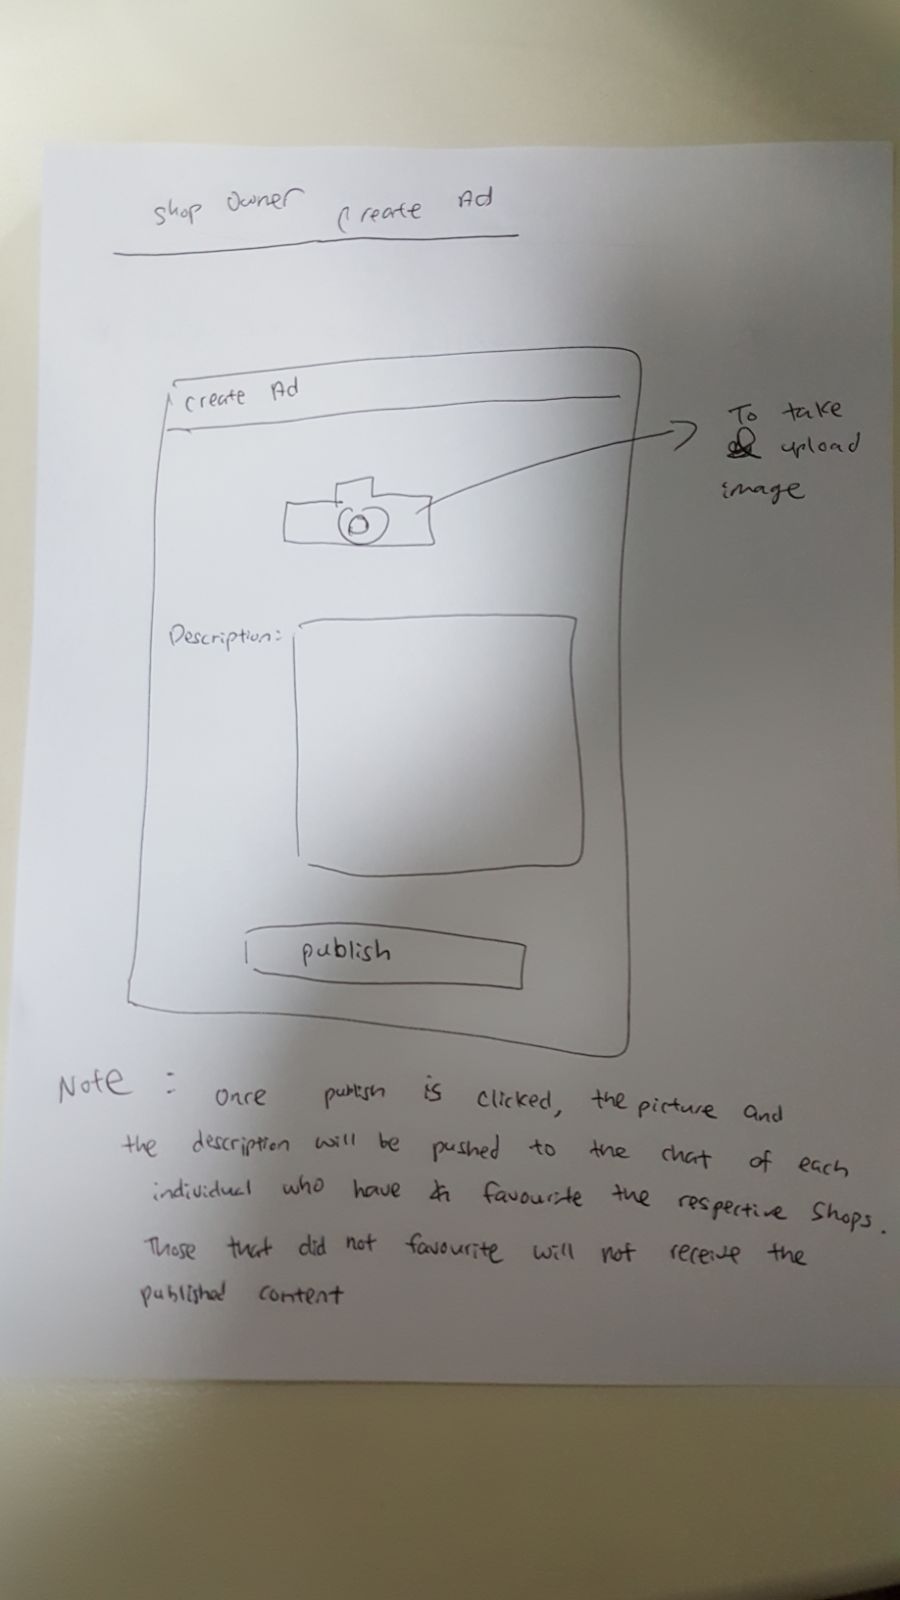 Shop Owner Create Ad
Create Ad
To take
& upload
image
Description:
publish
Note : Once publish is clicked, the picture and
the description will be pushed to the chat of each
individual who have favourite the respective shops.
Those that did not favourite will not receive the
published content